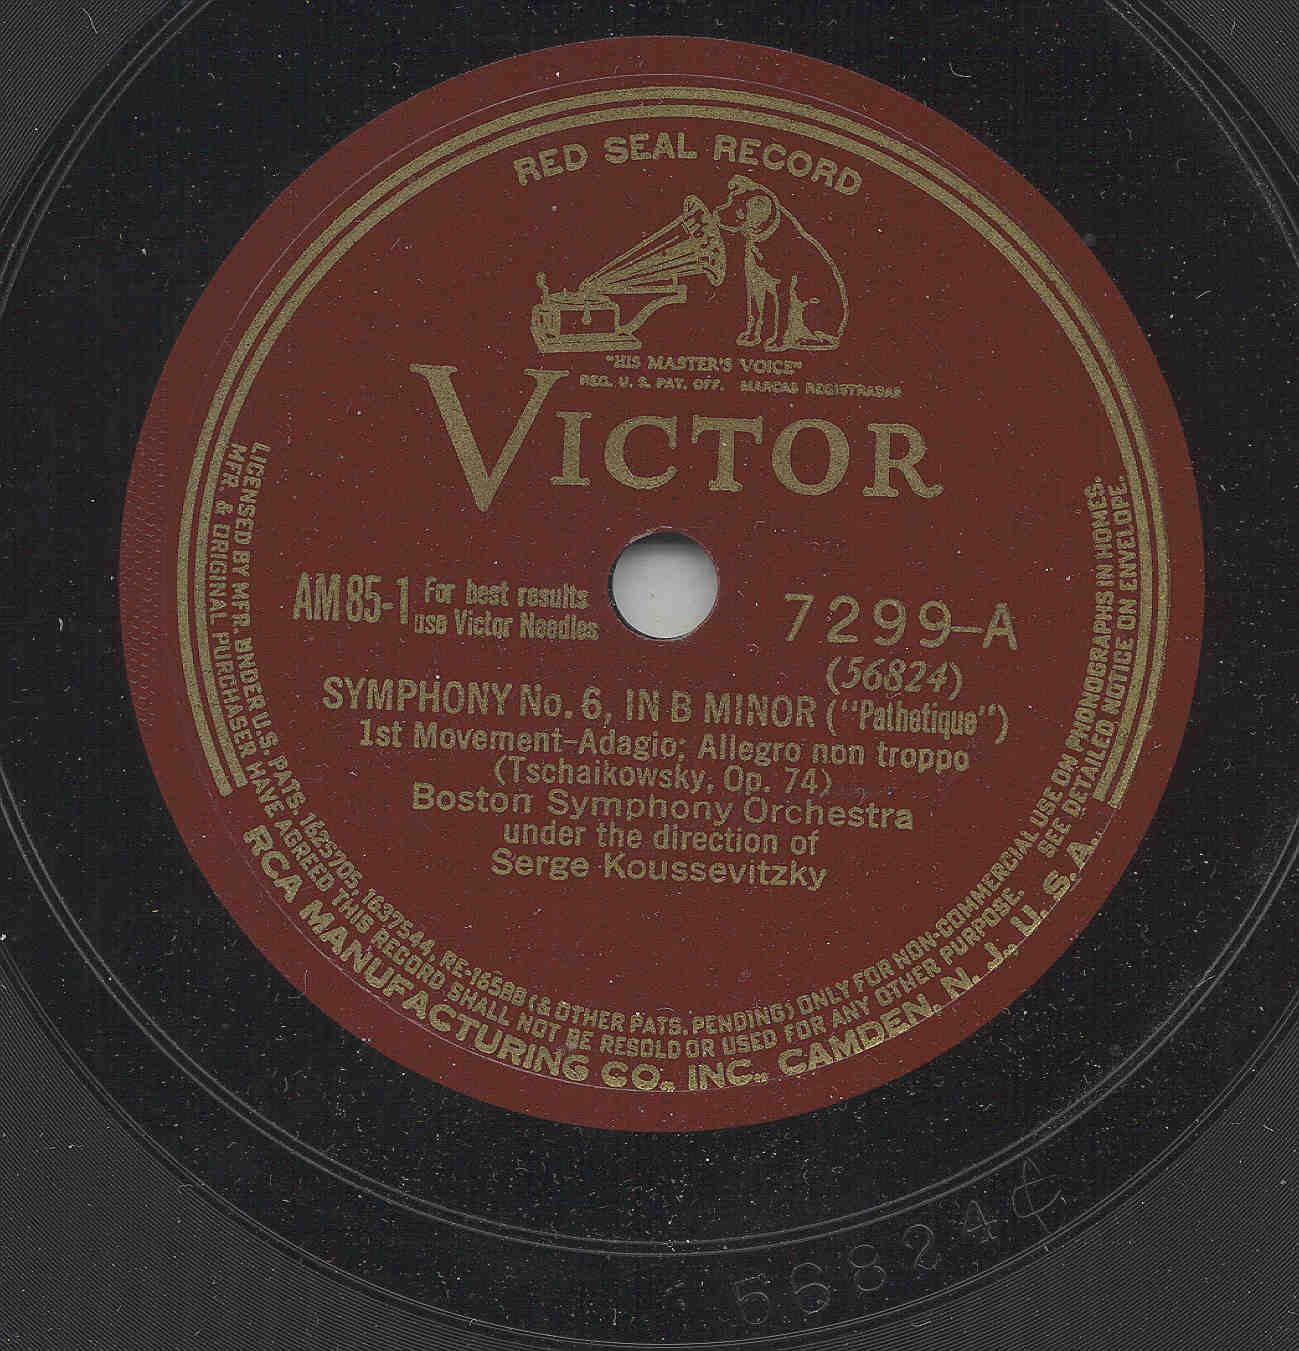 RED SEAL RECORD
"HIS MASTER'S VOICE"
REG. U. S. PAT. OFF. MARCAS REGISTRADAS
VICTOR
AM 85-1
For best results
use Victor Needles
7299-A
(56824)
SYMPHONY No. 6, IN B MINOR ("Pathetique")
1st Movement-Adagio; Allegro non troppo
(Tschaikowsky, Op. 74)
Boston Symphony Orchestra
under the direction of
Serge Koussevitzky
LICENSED BY MFR. UNDER U.S. PATS. 1625705, 1637544, RE-16588 (& OTHER PATS. PENDING) ONLY FOR NON-COMMERCIAL USE ON PHONOGRAPHS IN HOMES.
MFR. & ORIGINAL PURCHASER HAVE AGREED THIS RECORD SHALL NOT BE RESOLD OR USED FOR ANY OTHER PURPOSE SEE DETAILED NOTICE ON ENVELOPE.
RCA MANUFACTURING CO., INC., CAMDEN, N. J., U. S. A.
56824